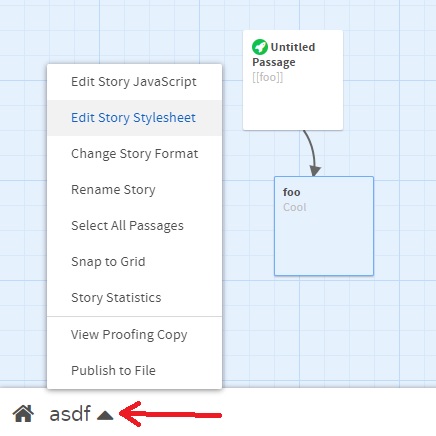 Untitled
Passage
[[foo]]
Edit Story JavaScript
Edit Story Stylesheet
Change Story Format
Rename Story
Select All Passages
Snap to Grid
Story Statistics
View Proofing Copy
Publish to File
foo
Cool
asdf